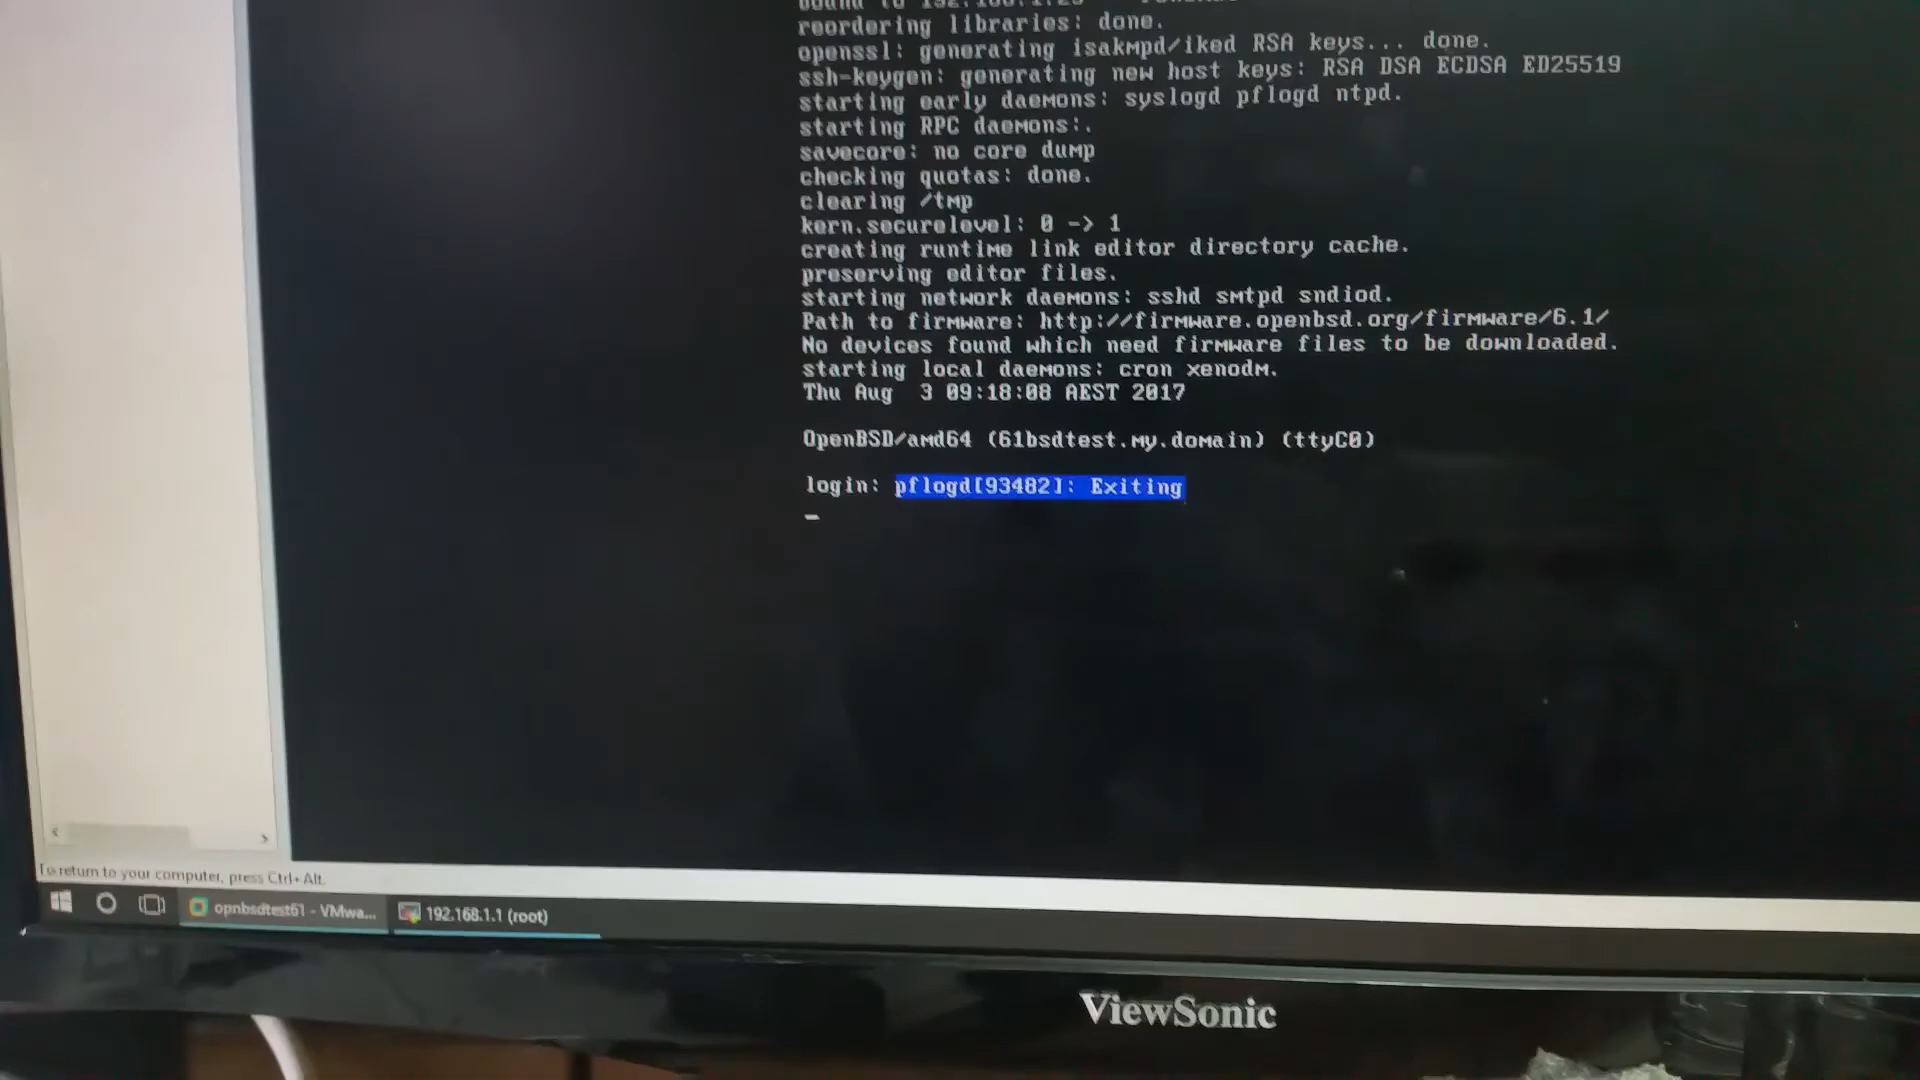 reordering libraries: done.
openssl: generating isakmpd/iked RSA keys... done.
ssh-keygen: generating new host keys: RSA DSA ECDSA ED25519
starting early daemons: syslogd pflogd ntpd.
starting RPC daemons:.
savecore: no core dump
checking quotas: done.
clearing /tmp
kern.securelevel: 0 -> 1
creating runtime link editor directory cache.
preserving editor files.
starting network daemons: sshd smtpd sndiod.
Path to firmware: http://firmware.openbsd.org/firmware/6.1/
No devices found which need firmware files to be downloaded.
starting local daemons: cron xenodm.
Thu Aug  3 09:18:08 AEST 2017
OpenBSD/amd64 (61bsdtest.my.domain) (ttyC0)
login: pflogd[93482]: Exiting
To return to your computer, press Ctrl+Alt.
opnbsdtest61 - VMwa...
192.168.1.1 (root)
ViewSonic